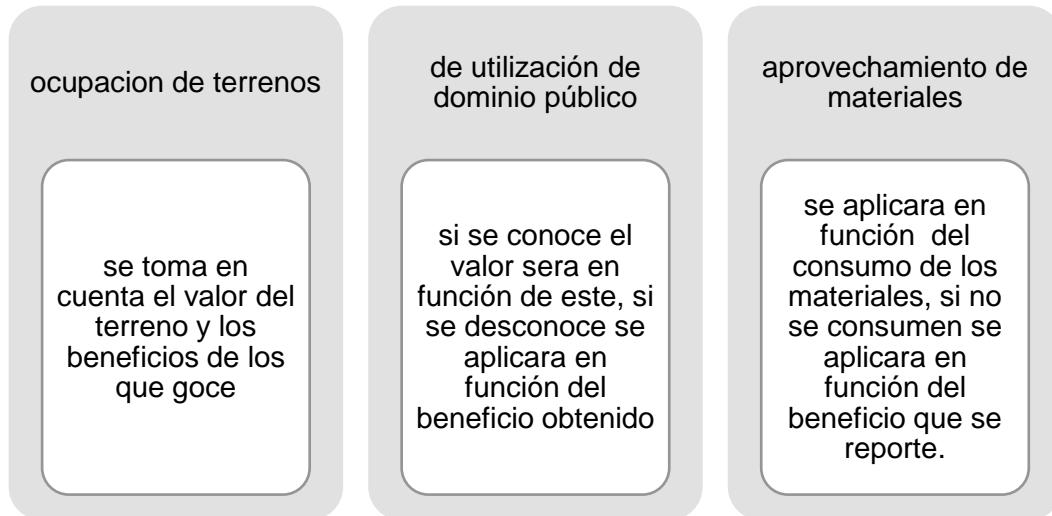 ocupacion de terrenos
se toma en
cuenta el valor del
terreno y los
beneficios de los
que goce
de utilización de
dominio público
si se conoce el
valor sera en
función de este, si
se desconoce se
aplicara en
función del
beneficio obtenido
aprovechamiento de
materiales
se aplicara en
función del
consumo de los
materiales, si no
se consumen se
aplicara en
función del
beneficio que se
reporte.